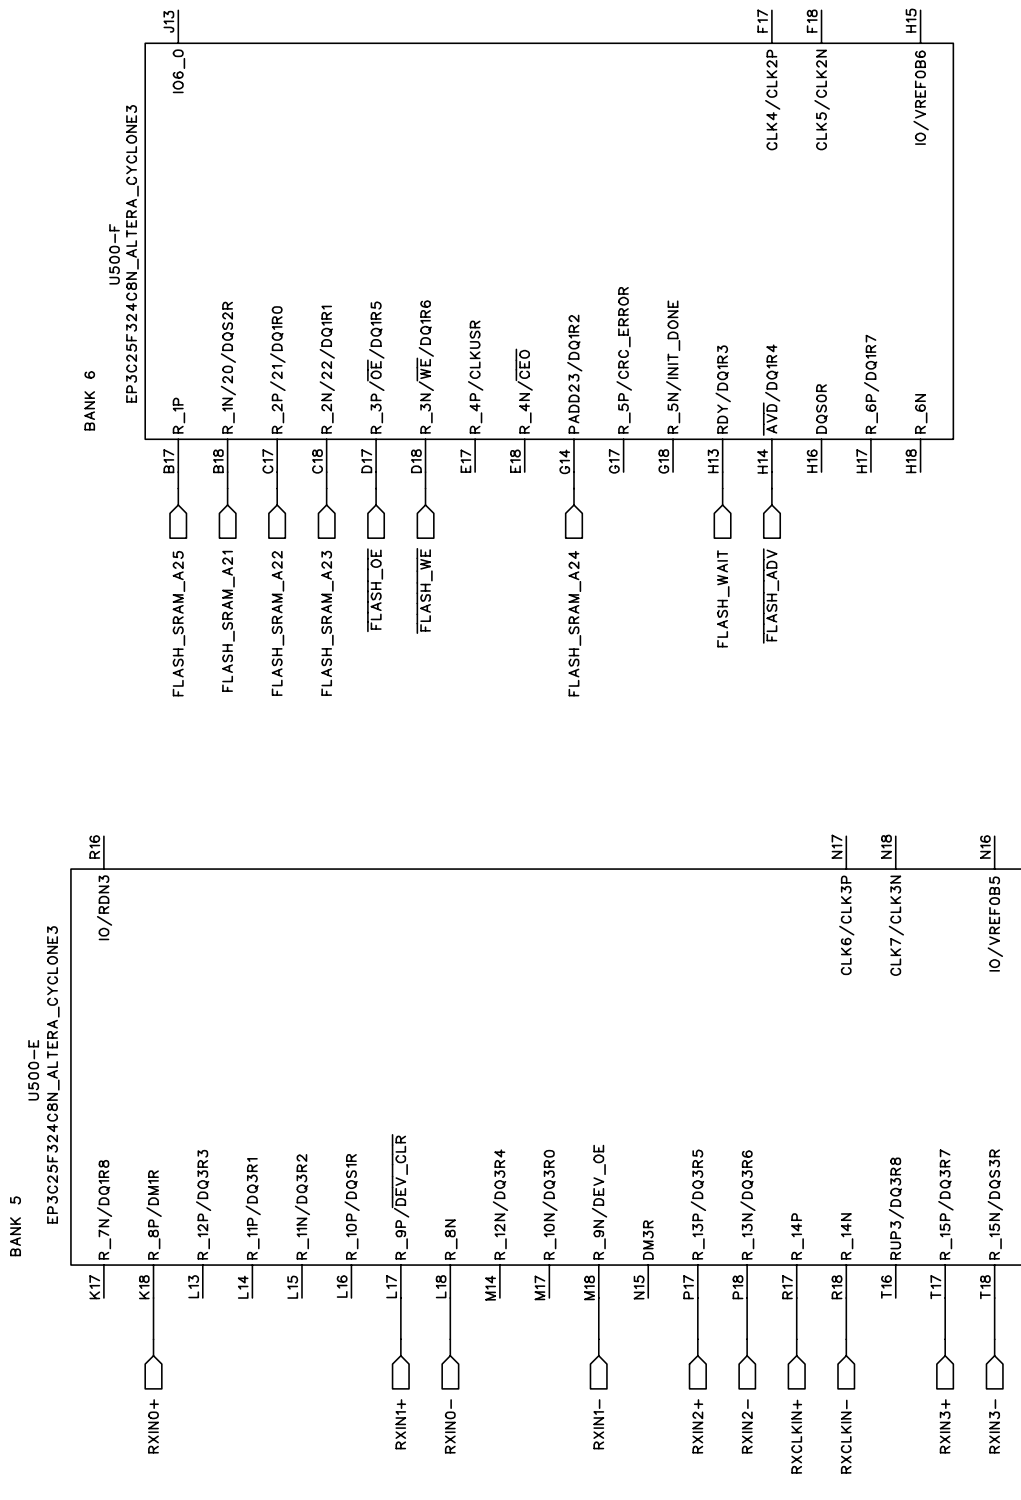 BANK 5
U500-E
EP3C25F324C8N_ALTERA_CYCLONE3
K17 R_7N/DQ1R8
RXIN0+ K18 R_8P/DM1R
L13 R_12P/DQ3R3
L14 R_11P/DQ3R1
L15 R_11N/DQ3R2
L16 R_10P/DQS1R
RXIN1+ L17 R_9P/DEV_CLR
RXIN0- L18 R_8N
M14 R_12N/DQ3R4
M17 R_10N/DQ3R0
RXIN1- M18 R_9N/DEV_OE
N15 DM3R
RXIN2+ P17 R_13P/DQ3R5
RXIN2- P18 R_13N/DQ3R6
RXCLKIN+ R17 R_14P
RXCLKIN- R18 R_14N
T16 RUP3/DQ3R8
RXIN3+ T17 R_15P/DQ3R7
RXIN3- T18 R_15N/DQS3R
IO/RDN3 R16
CLK6/CLK3P N17
CLK7/CLK3N N18
IO/VREF0B5 N16
BANK 6
U500-F
EP3C25F324C8N_ALTERA_CYCLONE3
FLASH_SRAM_A25 B17 R_1P
FLASH_SRAM_A21 B18 R_1N/20/DQS2R
FLASH_SRAM_A22 C17 R_2P/21/DQ1R0
FLASH_SRAM_A23 C18 R_2N/22/DQ1R1
FLASH_OE D17 R_3P/OE/DQ1R5
FLASH_WE D18 R_3N/WE/DQ1R6
E17 R_4P/CLKUSR
E18 R_4N/CEO
FLASH_SRAM_A24 G14 PADD23/DQ1R2
G17 R_5P/CRC_ERROR
G18 R_5N/INIT_DONE
FLASH_WAIT H13 RDY/DQ1R3
FLASH_ADV H14 AVD/DQ1R4
H16 DQS0R
H17 R_6P/DQ1R7
H18 R_6N
IO6_0 J13
CLK4/CLK2P F17
CLK5/CLK2N F18
IO/VREF0B6 H15